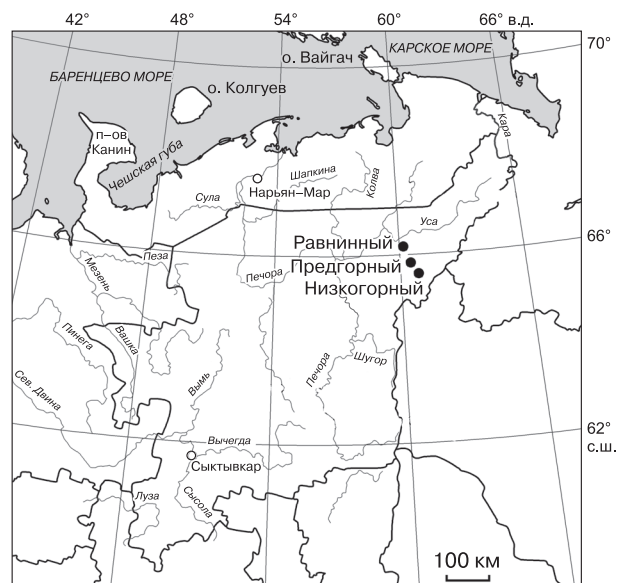 42° 48° 54° 60° 66° в.д.
70°
КАРСКОЕ МОРЕ
о. Вайгач
БАРЕНЦЕВО МОРЕ
о. Колгуев
Кара
п–ов
Канин
Чешская губа
Шапкина
Колва
Нарьян–Мар
Сула
Уса
66°
Равнинный
Пеза
Предгорный
Мезень
Печора
Низкогорный
Пинега
Вашка
Печора
Шугор
Вымь
Сев. Двина
62°
с.ш.
Вычегда
Сыктывкар
Луза
Сысола
100 км